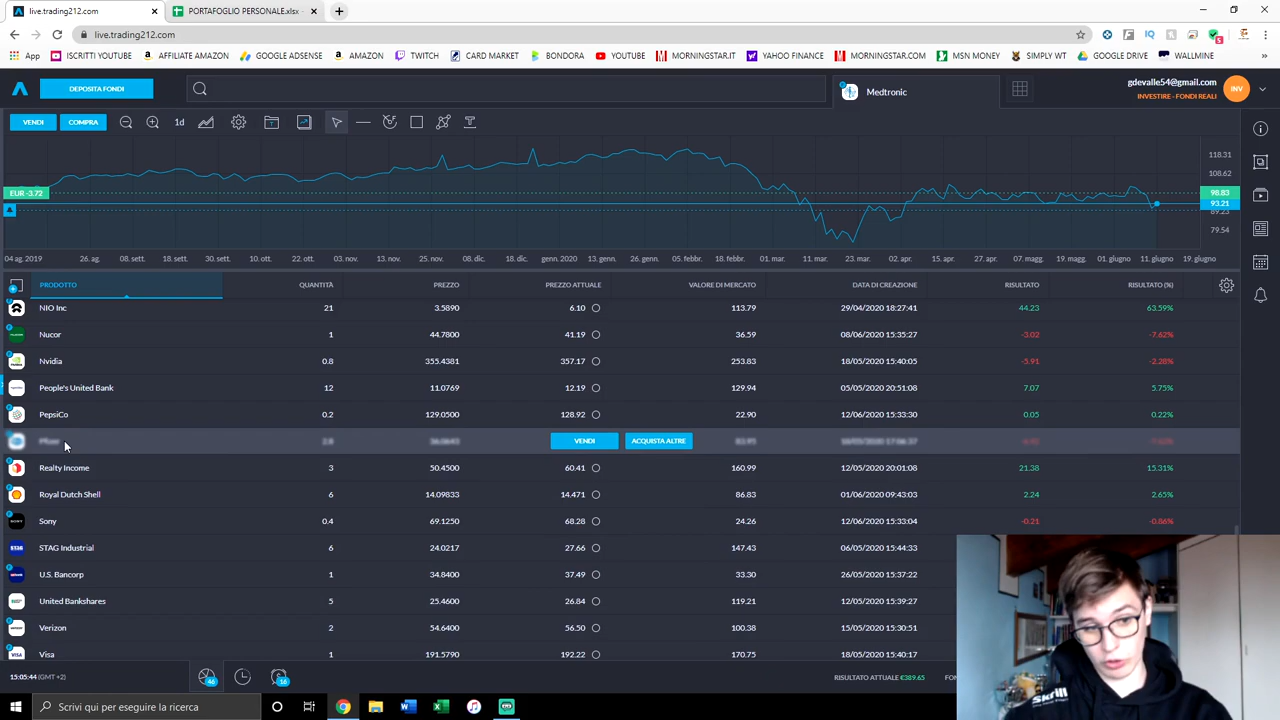 live.trading212.com
PORTAFOGLIO PERSONALE.xlsx -
live.trading212.com
App ISCRITTI YOUTUBE AFFILIATE AMAZON GOOGLE ADSENSE AMAZON TWITCH CARD MARKET BONDORA YOUTUBE MORNINGSTAR.IT YAHOO FINANCE MORNINGSTAR.COM MSN MONEY SIMPLY WT GOOGLE DRIVE WALLMINE »
DEPOSITA FONDI
Medtronic
gdevalle54@gmail.com
INVESTIRE - FONDI REALI
INV
VENDI COMPRA 1d
118.31
108.62
EUR -3.72
98.83
93.21
89.23
79.54
04 ag. 2019 26 ag. 08 sett. 18 sett. 30. sett. 10. ott. 22. ott. 03. nov. 13. nov. 25. nov. 08 dic. 18 dic. genn. 2020 13. genn. 26. genn. 05. febbr. 18. febbr. 01. mar. 11. mar. 23. mar. 02. apr. 15. apr. 27. apr. 07. magg. 19. magg. 01. giugno 11. giugno 19. giugno
PRODOTTO QUANTITÀ PREZZO PREZZO ATTUALE VALORE DI MERCATO DATA DI CREAZIONE RISULTATO RISULTATO (%)
NIO Inc 21 3.5890 6.10 113.79 29/04/2020 18:27:41 44.23 63.59%
Nucor 1 44.7800 41.19 36.59 08/06/2020 15:35:27 -3.02 -7.62%
Nvidia 0.8 355.4381 357.17 253.83 18/05/2020 15:40:05 -5.91 -2.28%
People's United Bank 12 11.0769 12.19 129.94 05/05/2020 20:51:08 7.07 5.75%
PepsiCo 0.2 129.0500 128.92 22.90 12/06/2020 15:33:30 0.05 0.22%
VENDI ACQUISTA ALTRE
Realty Income 3 50.4500 60.41 160.99 12/05/2020 20:01:08 21.38 15.31%
Royal Dutch Shell 6 14.09833 14.471 86.83 01/06/2020 09:43:03 2.24 2.65%
Sony 0.4 69.1250 68.28 24.26 12/06/2020 15:33:04 -0.21 -0.86%
STAG Industrial 6 24.0217 27.66 147.43 06/05/2020 15:44:33
U.S. Bancorp 1 34.8400 37.49 33.30 26/05/2020 15:37:22
United Bankshares 5 25.4600 26.84 119.21 12/05/2020 15:39:27
Verizon 2 54.6400 56.50 100.38 15/05/2020 15:30:51
Visa 1 191.5790 192.22 170.75 18/05/2020 15:40:17
15:05:44 (GMT +2) 46 16 RISULTATO ATTUALE €389.65
Scrivi qui per eseguire la ricerca
Skrill